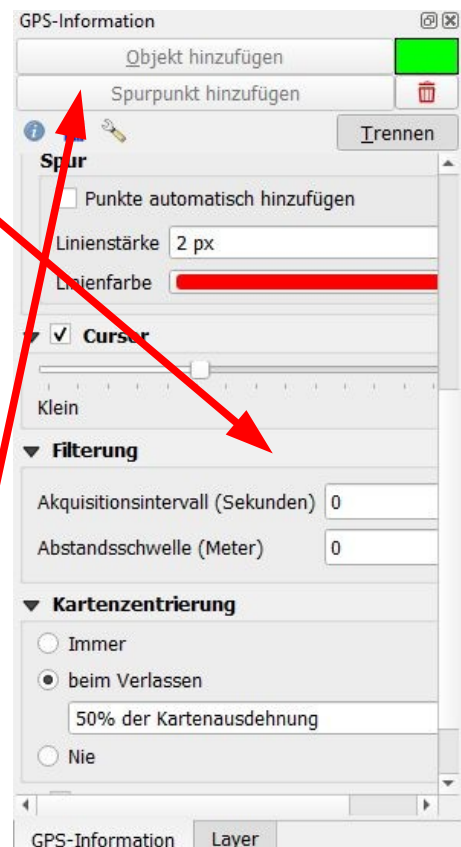 GPS-Information
Objekt hinzufügen
Spurpunkt hinzufügen
Trennen
Spur
Punkte automatisch hinzufügen
Linienstärke 2 px
Linienfarbe
Cursor
Klein
Filterung
Akquisitionsintervall (Sekunden) 0
Abstandsschwelle (Meter) 0
Kartenzentrierung
Immer
beim Verlassen
50% der Kartenausdehnung
Nie
GPS-Information Layer